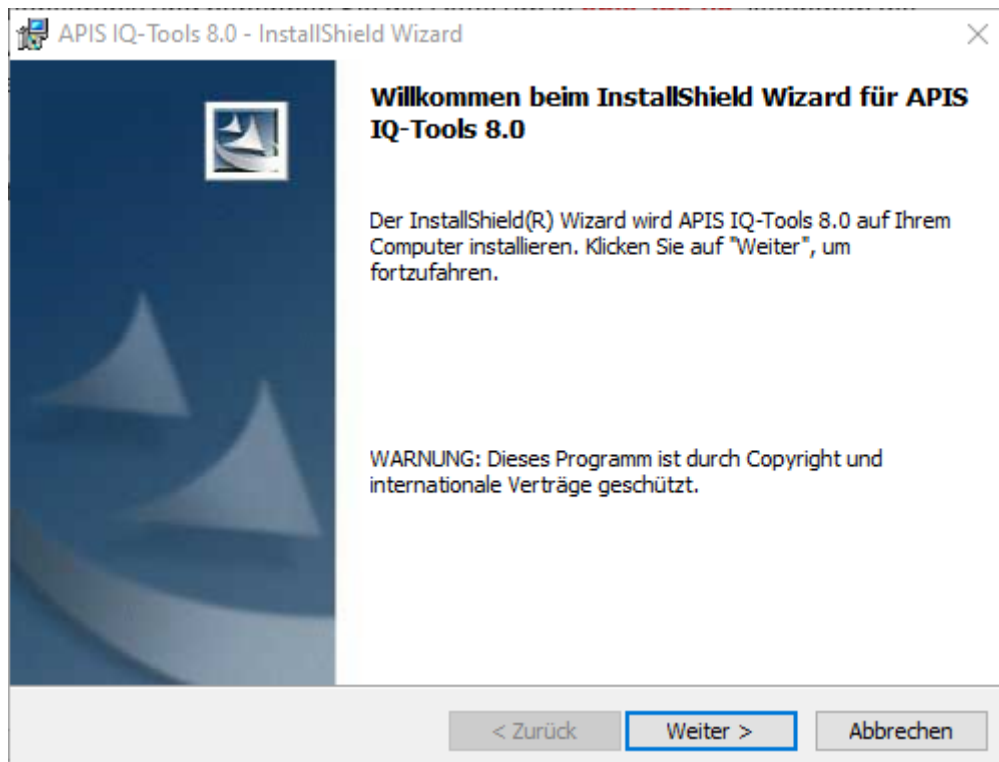 APIS IQ-Tools 8.0 - InstallShield Wizard
Willkommen beim InstallShield Wizard für APIS
IQ-Tools 8.0
Der InstallShield(R) Wizard wird APIS IQ-Tools 8.0 auf Ihrem
Computer installieren. Klicken Sie auf "Weiter", um
fortzufahren.
WARNUNG: Dieses Programm ist durch Copyright und
internationale Verträge geschützt.
< Zurück
Weiter >
Abbrechen